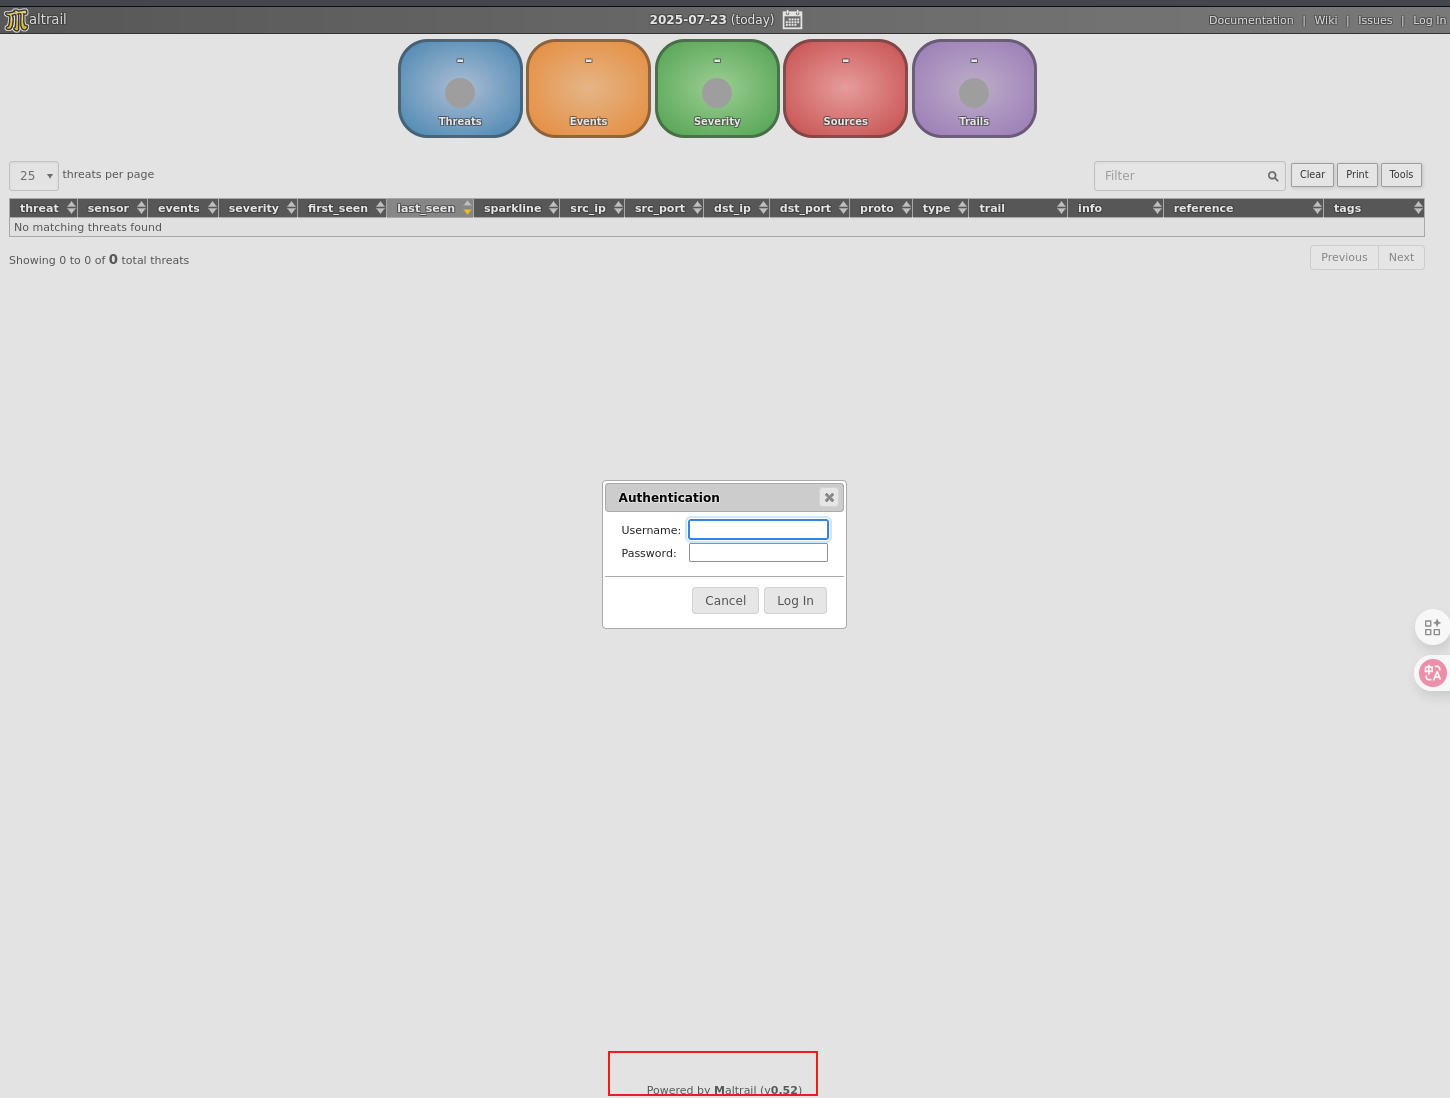 altrail
2025-07-23 (today)
Documentation | Wiki | Issues | Log In
- - - - -
Threats Events Severity Sources Trails
25 threats per page
Filter Clear Print Tools
threat sensor events severity first_seen last_seen sparkline src_ip src_port dst_ip dst_port proto type trail info reference tags
No matching threats found
Showing 0 to 0 of 0 total threats
Previous Next
Authentication
Username:
Password:
Cancel Log In
中 A
Powered by Maltrail (v0.52)